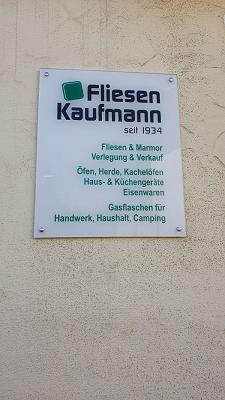 Fliesen
Kaufmann
seit 1934
Fliesen & Marmor
Verlegung & Verkauf
Öfen, Herde, Kachelöfen
Haus- & Küchengeräte
Eisenwaren
Gasflaschen für
Handwerk, Haushalt, Camping